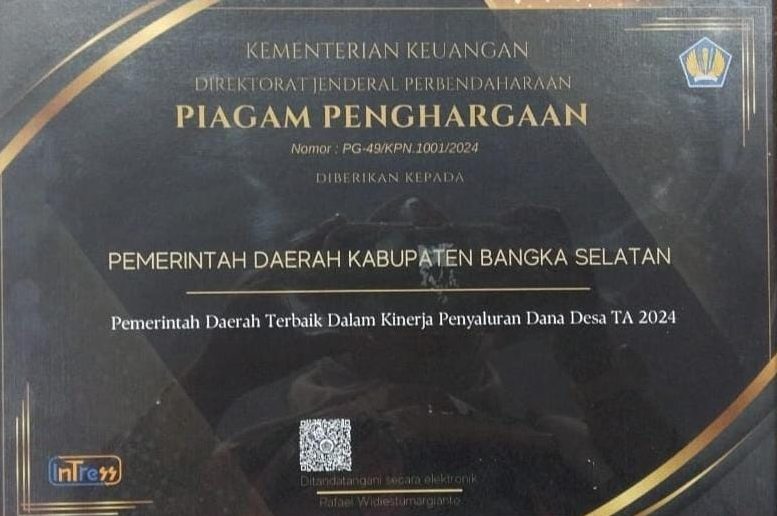 KEMENTERIAN KEUANGAN
DIREKTORAT JENDERAL PERBENDAHARAAN
PIAGAM PENGHARGAAN
Nomor : PG-49/KPN.1001/2024
DIBERIKAN KEPADA
PEMERINTAH DAERAH KABUPATEN BANGKA SELATAN
Pemerintah Daerah Terbaik Dalam Kinerja Penyaluran Dana Desa TA 2024
InTress
Ditandatangani secara elektronik
Rafael Widiestumargianto